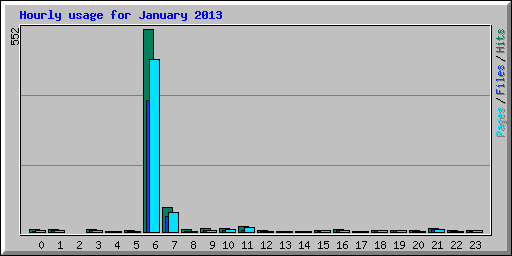 Hourly usage for January 2013
552
Pages/Files/Hits
0 1 2 3 4 5 6 7 8 9 10 11 12 13 14 15 16 17 18 19 20 21 22 23